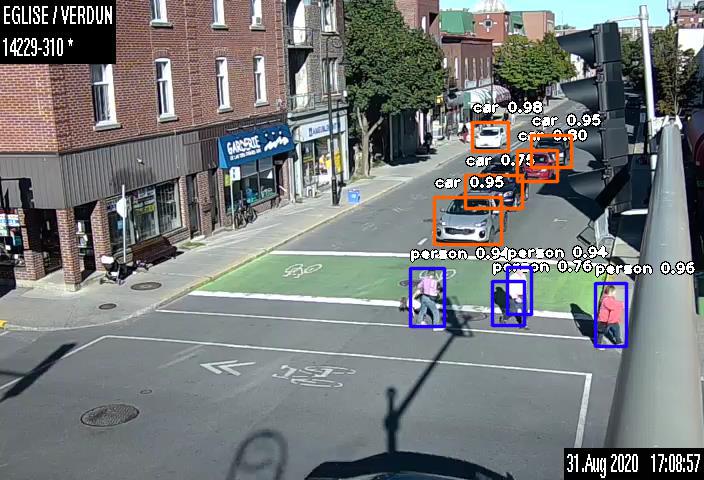 EGLISE / VERDUN
14229-310 *
car 0.98
car 0.95
car 0.80
car 0.75
car 0.95
person 0.94
person 0.94
person 0.76
person 0.96
GARDERIE
31.Aug 2020 17:08:57